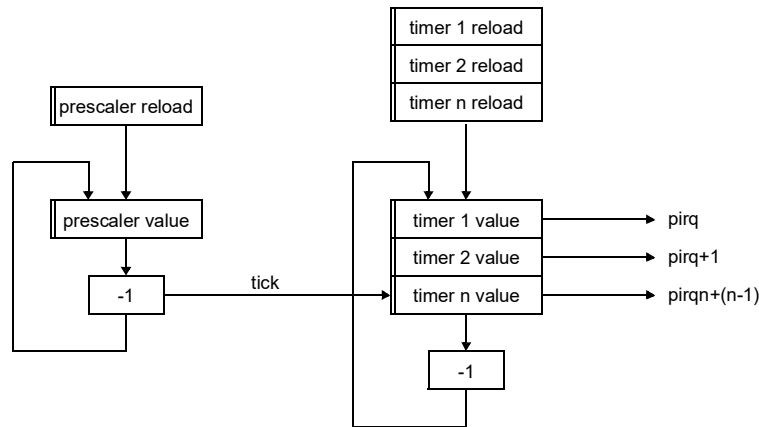 timer 1 reload
timer 2 reload
timer n reload
prescaler reload
prescaler value
-1
tick
timer 1 value
timer 2 value
timer n value
pirq
pirq+1
pirqn+(n-1)
-1